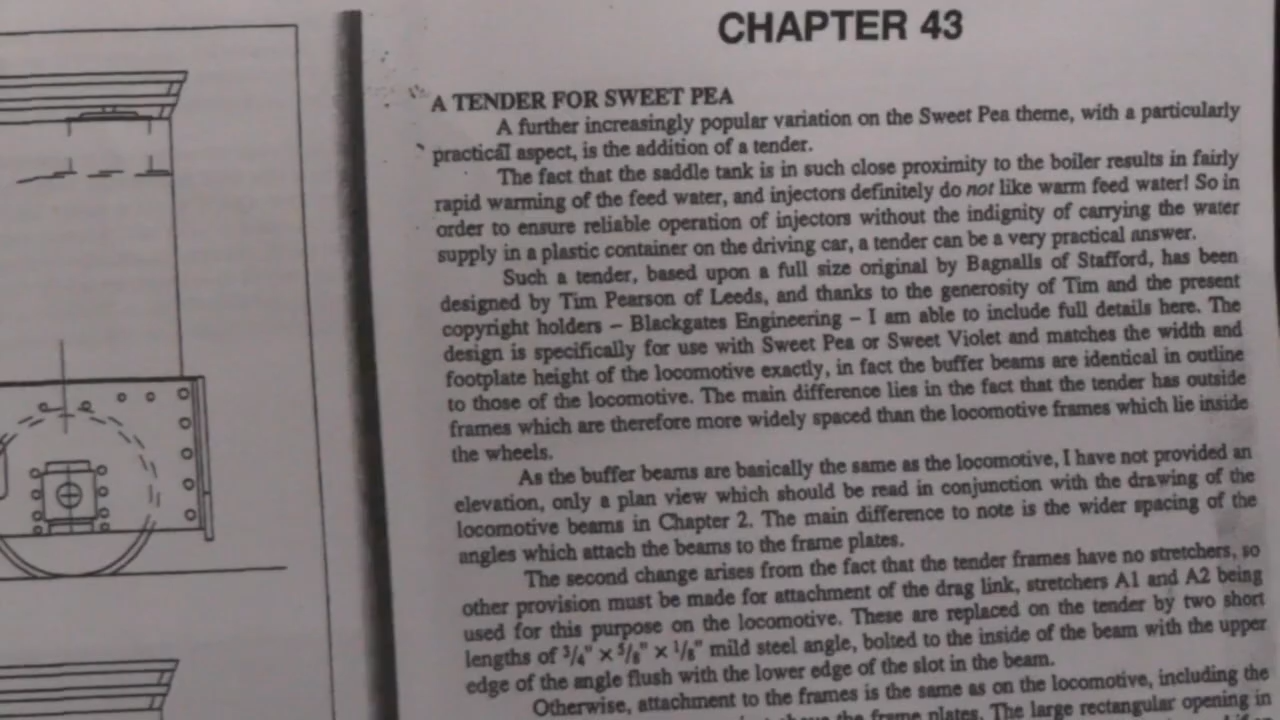 CHAPTER 43
A TENDER FOR SWEET PEA
A further increasingly popular variation on the Sweet Pea theme, with a particularly
practical aspect, is the addition of a tender.
The fact that the saddle tank is in such close proximity to the boiler results in fairly
rapid warming of the feed water, and injectors definitely do not like warm feed water! So in
order to ensure reliable operation of injectors without the indignity of carrying the water
supply in a plastic container on the driving car, a tender can be a very practical answer.
Such a tender, based upon a full size original by Bagnalls of Stafford, has been
designed by Tim Pearson of Leeds, and thanks to the generosity of Tim and the present
copyright holders – Blackgates Engineering – I am able to include full details here. The
design is specifically for use with Sweet Pea or Sweet Violet and matches the width and
footplate height of the locomotive exactly, in fact the buffer beams are identical in outline
to those of the locomotive. The main difference lies in the fact that the tender has outside
frames which are therefore more widely spaced than the locomotive frames which lie inside
the wheels.
As the buffer beams are basically the same as the locomotive, I have not provided an
elevation, only a plan view which should be read in conjunction with the drawing of the
locomotive beams in Chapter 2. The main difference to note is the wider spacing of the
angles which attach the beams to the frame plates.
The second change arises from the fact that the tender frames have no stretchers, so
other provision must be made for attachment of the drag link, stretchers A1 and A2 being
used for this purpose on the locomotive. These are replaced on the tender by two short
lengths of 3/4" × 5/8" × 1/8" mild steel angle, bolted to the inside of the beam with the upper
edge of the angle flush with the lower edge of the slot in the beam.
Otherwise, attachment to the frames is the same as on the locomotive, including the
the frame plates. The large rectangular opening in